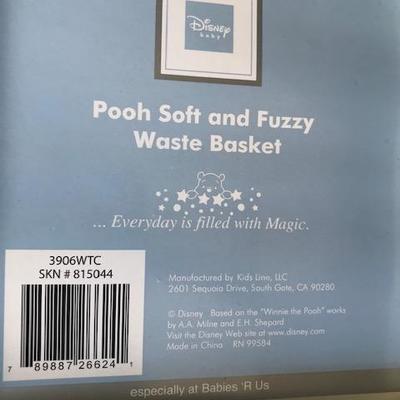 Disney
baby
Pooh Soft and Fuzzy
Waste Basket
... Everyday is filled with Magic.
3906WTC
SKN # 815044
7 89887 26624 1
Manufactured by Kids Line, LLC
2601 Sequoia Drive, South Gate, CA 90280
© Disney Based on the "Winnie the Pooh" works
by A.A. Milne and E.H. Shepard
Visit the Disney Web site at www.disney.com
Made in China RN 99584
especially at Babies 'R Us